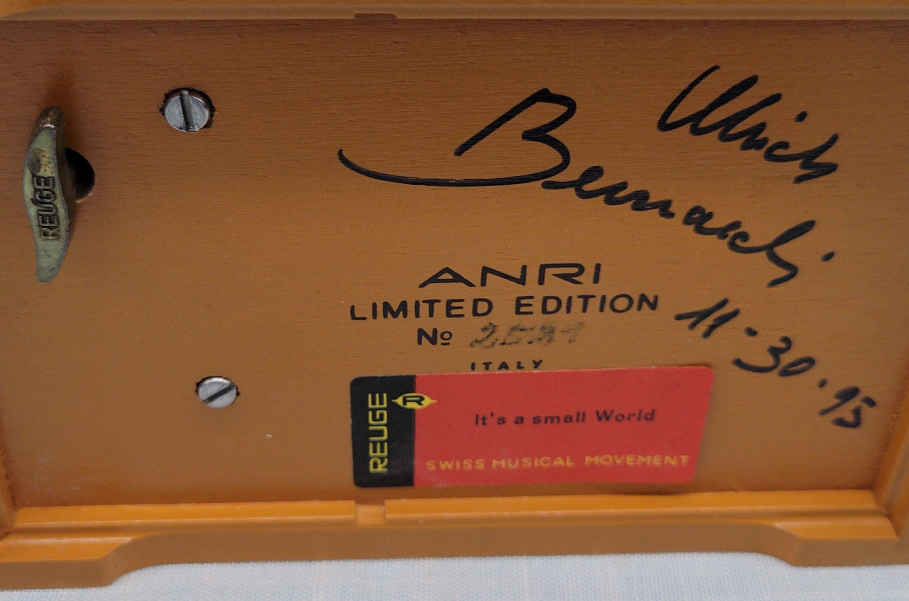 Ulrich
Bernardi
11-30-95
REUGE
ANRI
LIMITED EDITION
No
ITALY
REUGE R
It's a small World
SWISS MUSICAL MOVEMENT